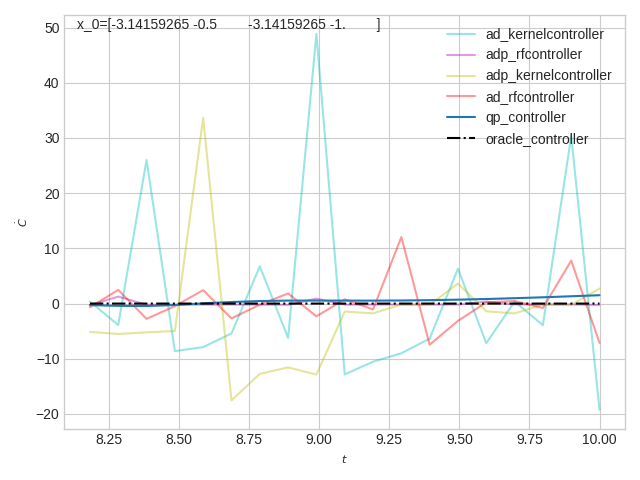 x_0=[-3.14159265 -0.5 -3.14159265 -1. ]
ad_kernelcontroller
adp_rfcontroller
adp_kernelcontroller
ad_rfcontroller
qp_controller
oracle_controller
50
40
30
20
10
0
−10
−20
Ċ
8.25 8.50 8.75 9.00 9.25 9.50 9.75 10.00
t